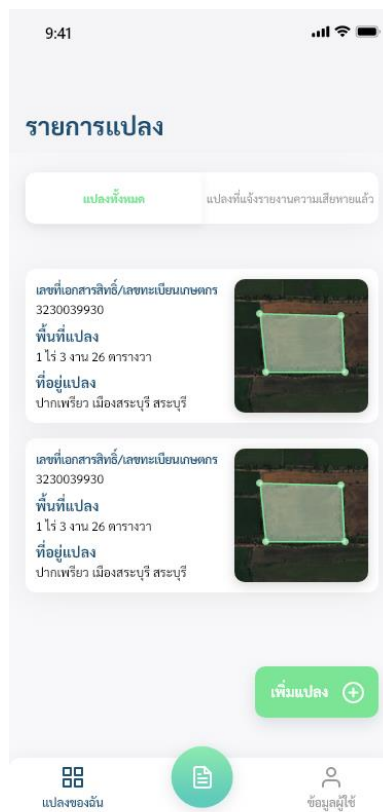 9:41
รายการแปลง
แปลงทั้งหมด
แปลงที่แจ้งรายงานความเสียหายแล้ว
เลขที่เอกสารสิทธิ์/เลขทะเบียนเกษตกร
3230039930
พื้นที่แปลง
1 ไร่ 3 งาน 26 ตารางวา
ที่อยู่แปลง
ปากเพรียว เมืองสระบุรี สระบุรี
เลขที่เอกสารสิทธิ์/เลขทะเบียนเกษตกร
3230039930
พื้นที่แปลง
1 ไร่ 3 งาน 26 ตารางวา
ที่อยู่แปลง
ปากเพรียว เมืองสระบุรี สระบุรี
เพิ่มแปลง
แปลงของฉัน
ข้อมูลผู้ใช้